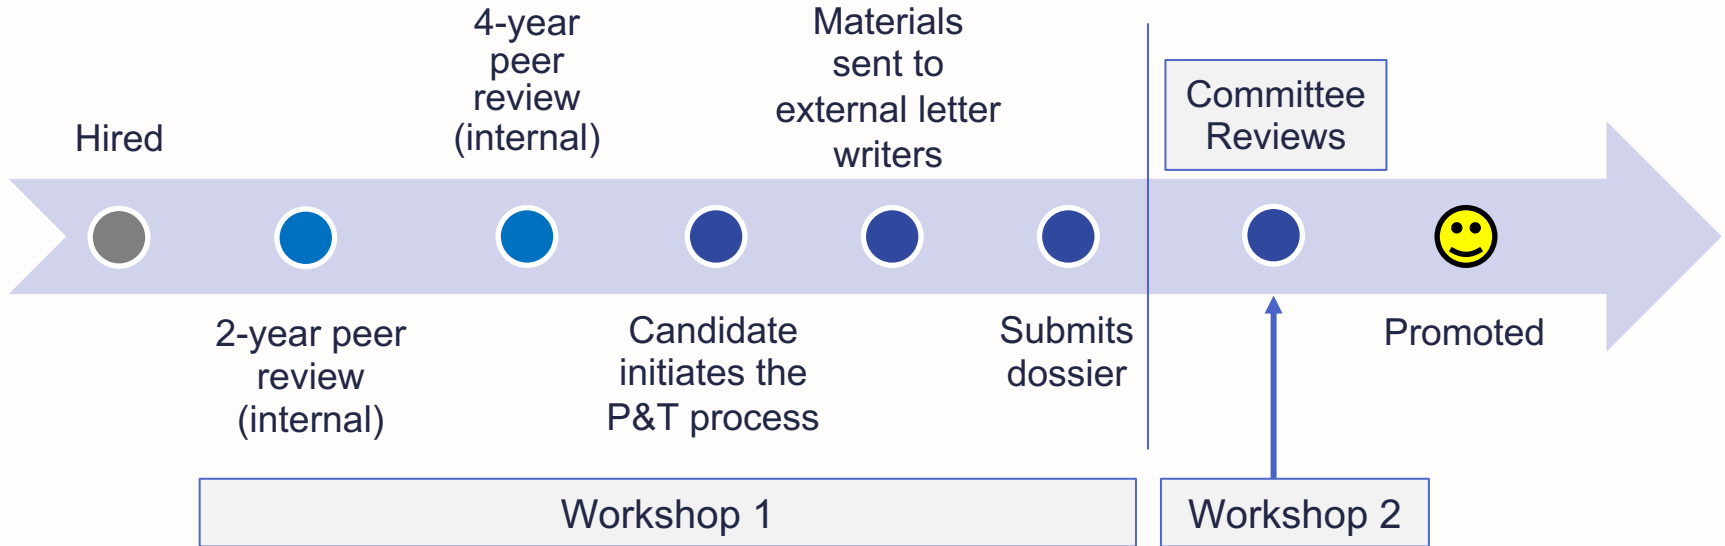 Hired
2-year peer
review
(internal)
4-year
peer
review
(internal)
Candidate
initiates the
P&T process
Materials
sent to
external letter
writers
Submits
dossier
Committee
Reviews
Promoted
Workshop 1
Workshop 2